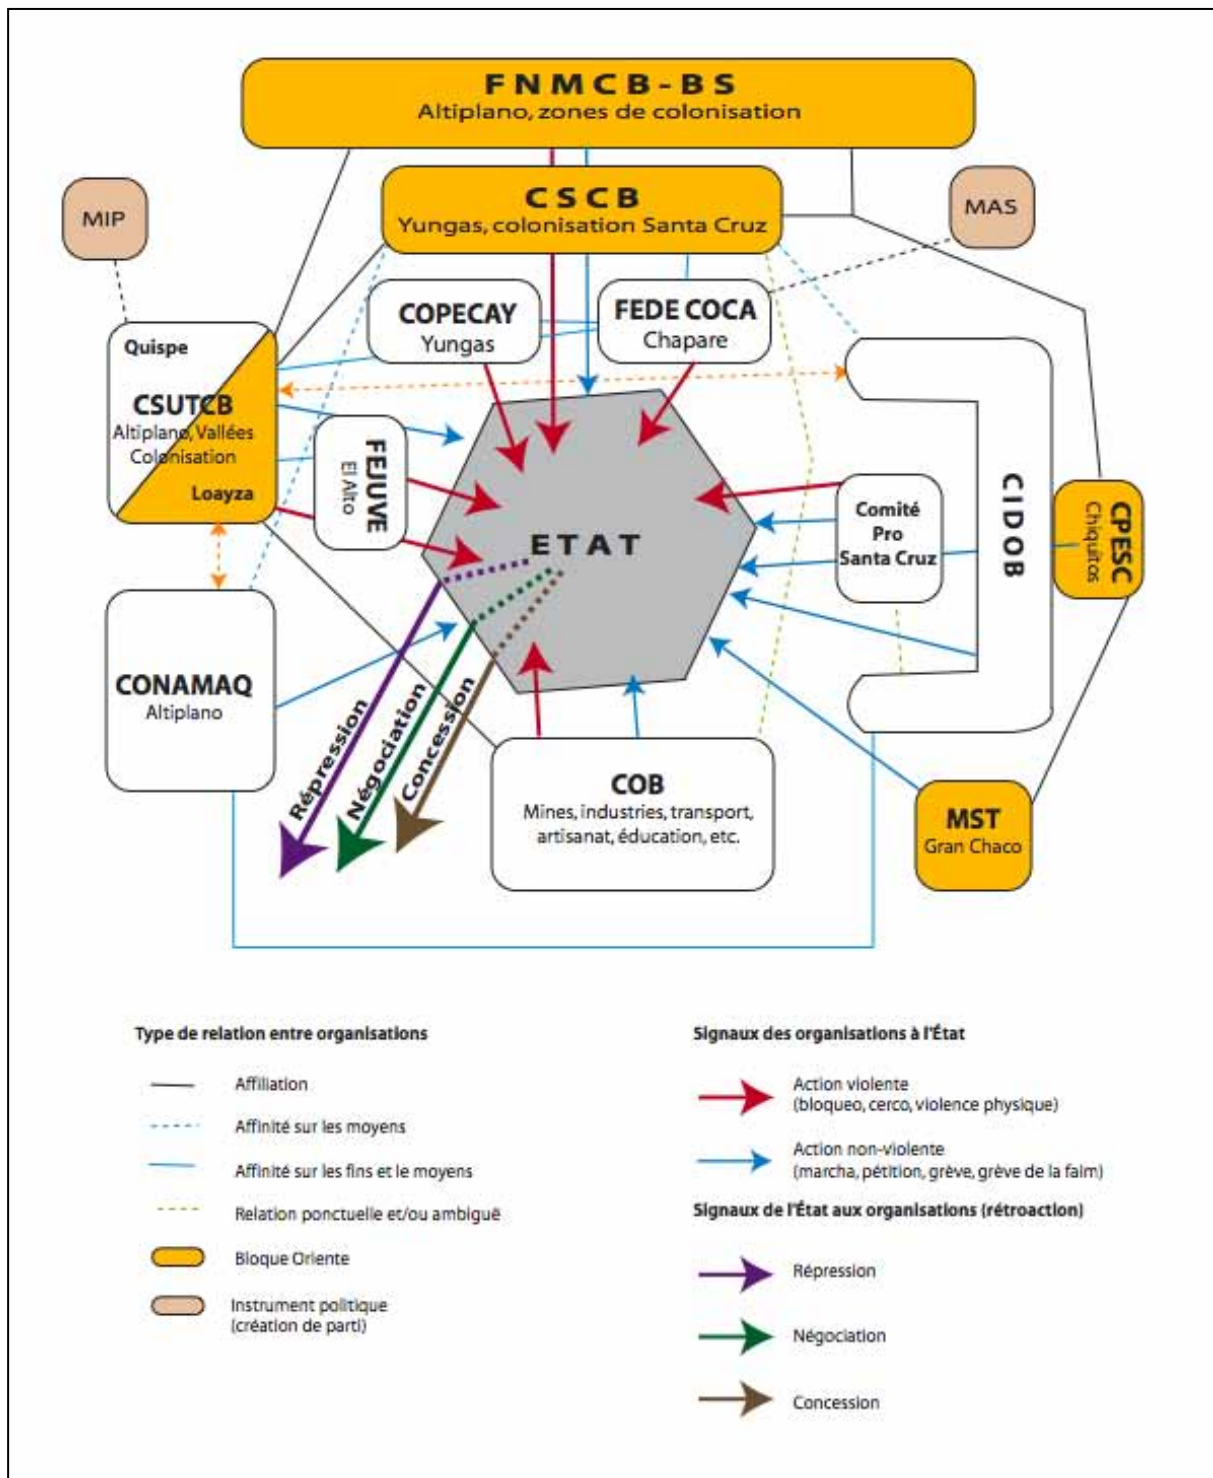 FNMCB-BS
Altiplano, zones de colonisation
CSCB
Yungas, colonisation Santa Cruz
MIP
MAS
COPECAY
Yungas
FEDE COCA
Chapare
Quispe
CSUTCB
Altiplano, Vallées
Colonisation
Loayza
FEJUVE
El Alto
ETAT
Comité
Pro
Santa Cruz
CIDOB
CPESC
Chiquitos
CONAMAQ
Altiplano
Répression
Négociation
Concession
COB
Mines, industries, transport,
artisanat, éducation, etc.
MST
Gran Chaco
Type de relation entre organisations
Affiliation
Affinité sur les moyens
Affinité sur les fins et le moyens
Relation ponctuelle et/ou ambiguë
Bloque Oriente
Instrument politique
(création de parti)
Signaux des organisations à l'État
Action violente
(bloqueo, cerco, violence physique)
Action non-violente
(marcha, pétition, grève, grève de la faim)
Signaux de l'État aux organisations (rétroaction)
Répression
Négociation
Concession